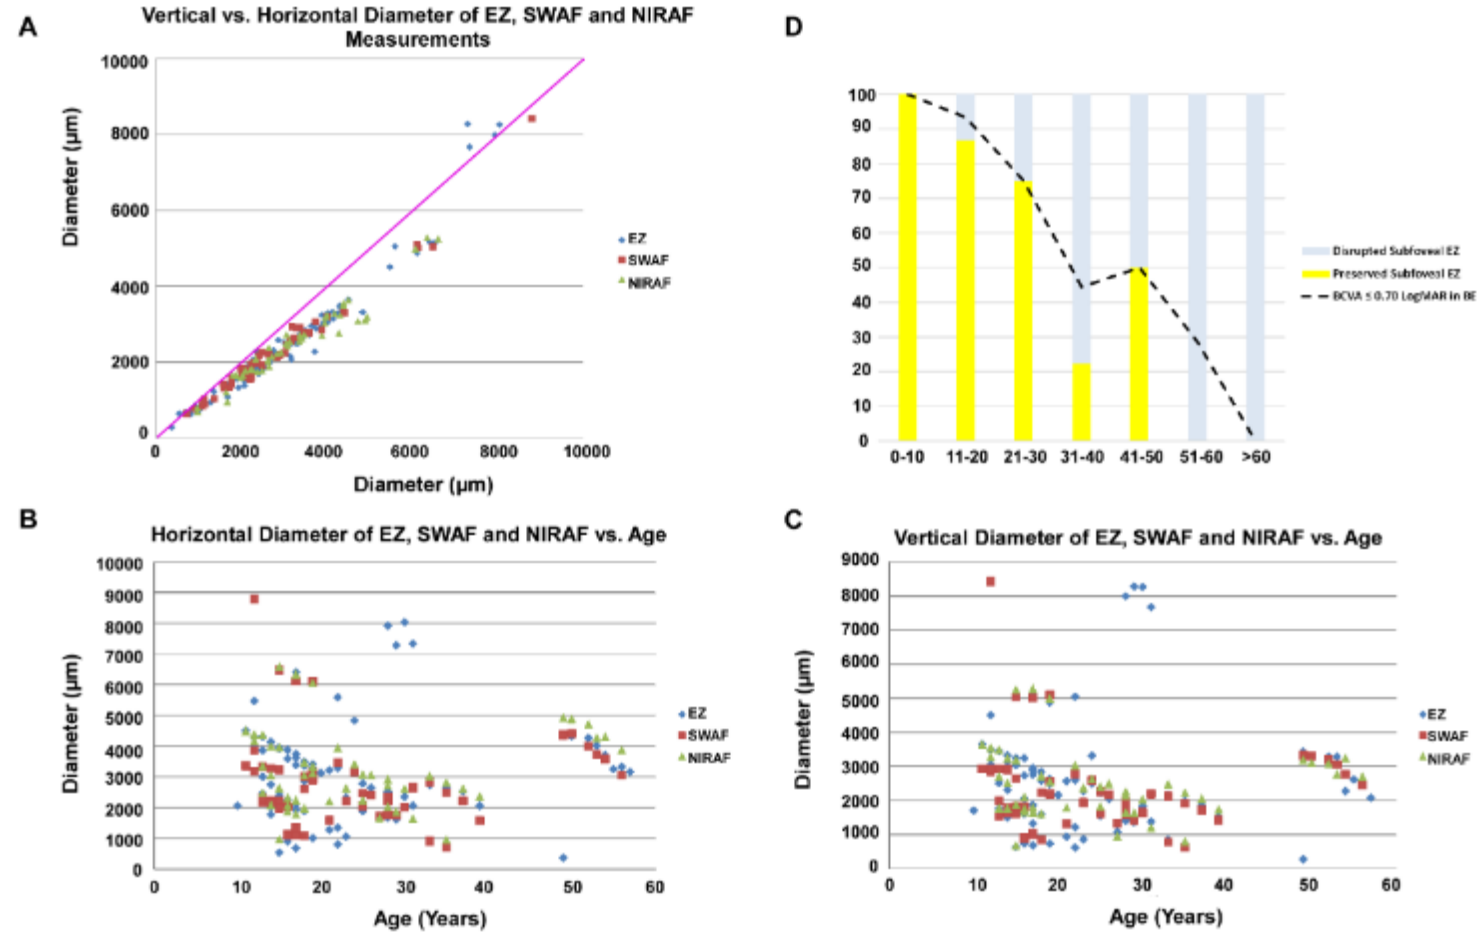 A
Vertical vs. Horizontal Diameter of EZ, SWAF and NIRAF
Measurements
10000
8000
6000
4000
2000
0
Diameter (µm)
0 2000 4000 6000 8000 10000
Diameter (µm)
EZ
SWAF
NIRAF
D
100
90
80
70
60
50
40
30
20
10
0
0-10 11-20 21-30 31-40 41-50 51-60 >60
Disrupted Subfoveal EZ
Preserved Subfoveal EZ
BCVA ≤ 0.70 LogMAR in BE
B
Horizontal Diameter of EZ, SWAF and NIRAF vs. Age
10000
9000
8000
7000
6000
5000
4000
3000
2000
1000
0
Diameter (µm)
0 10 20 30 40 50 60
Age (Years)
EZ
SWAF
NIRAF
C
Vertical Diameter of EZ, SWAF and NIRAF vs. Age
9000
8000
7000
6000
5000
4000
3000
2000
1000
0
Diameter (µm)
0 10 20 30 40 50 60
Age (Years)
EZ
SWAF
NIRAF